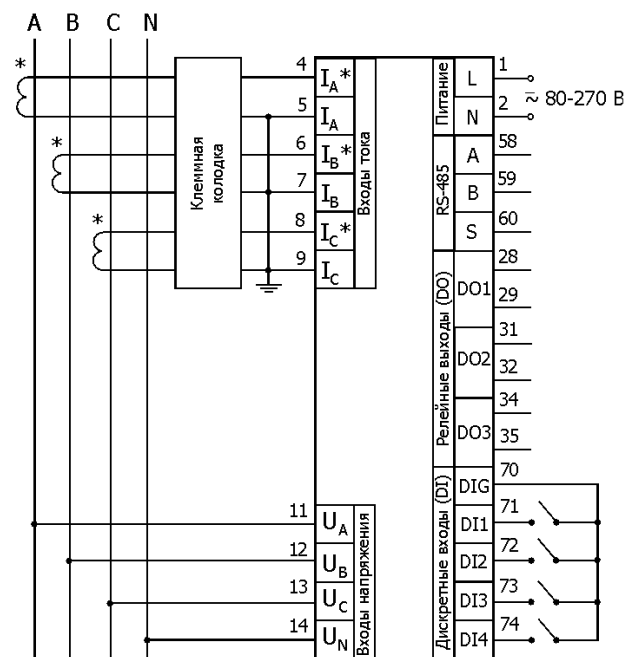 A B C N
* 4 I_A* Питание L 1
5 I_A N 2
≂ 80-270 В
* 6 I_B* RS-485 A 58
7 I_B B 59
* 8 I_C* S 60
9 I_C
Клеммная
колодка
Входы тока
Релейные выходы (DO)
28
DO1
29
31
DO2
32
34
DO3
35
Дискретные входы (DI)
70
DIG
71
DI1
72
DI2
73
DI3
74
DI4
11 U_A
12 U_B
13 U_C
14 U_N
Входы напряжения